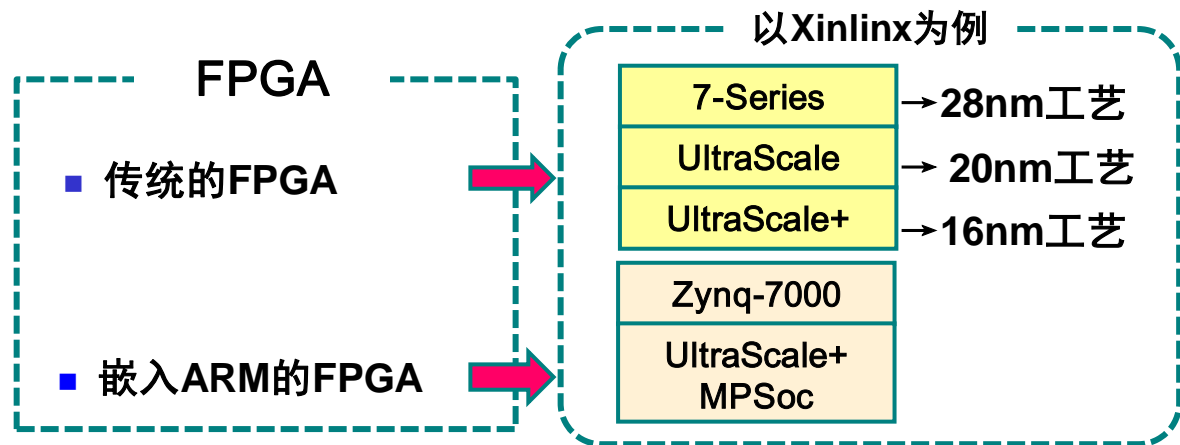 FPGA
传统的FPGA
嵌入ARM的FPGA
以Xinlinx为例
7-Series
→28nm工艺
UltraScale
→20nm工艺
UltraScale+
→16nm工艺
Zynq-7000
UltraScale+
MPSoc